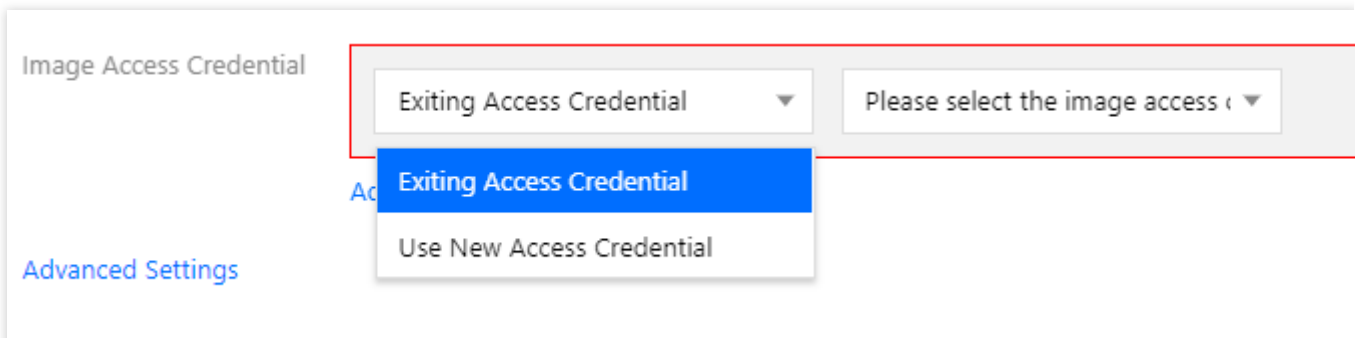 Image Access Credential
Exiting Access Credential
Please select the image access
Exiting Access Credential
Use New Access Credential
Advanced Settings